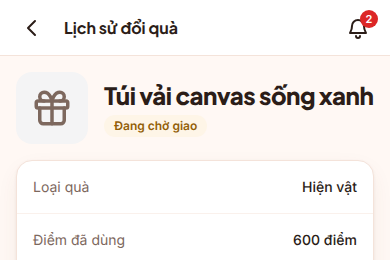 Lịch sử đổi quà
2
Túi vải canvas sống xanh
Đang chờ giao
Loại quà
Hiện vật
Điểm đã dùng
600 điểm